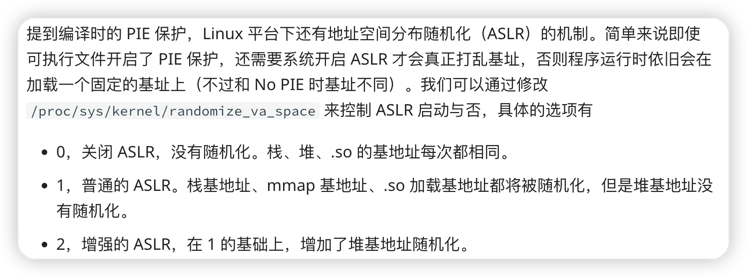 提到编译时的 PIE 保护，Linux 平台下还有地址空间分布随机化（ASLR）的机制。简单来说即使
可执行文件开启了 PIE 保护，还需要系统开启 ASLR 才会真正打乱基址，否则程序运行时依旧会在
加载一个固定的基址上（不过和 No PIE 时基址不同）。我们可以通过修改
/proc/sys/kernel/randomize_va_space 来控制 ASLR 启动与否，具体的选项有
• 0，关闭 ASLR，没有随机化。栈、堆、.so 的基地址每次都相同。
• 1，普通的 ASLR。栈基地址、mmap 基地址、.so 加载基地址都将被随机化，但是堆基地址没
有随机化。
• 2，增强的 ASLR，在 1 的基础上，增加了堆基地址随机化。